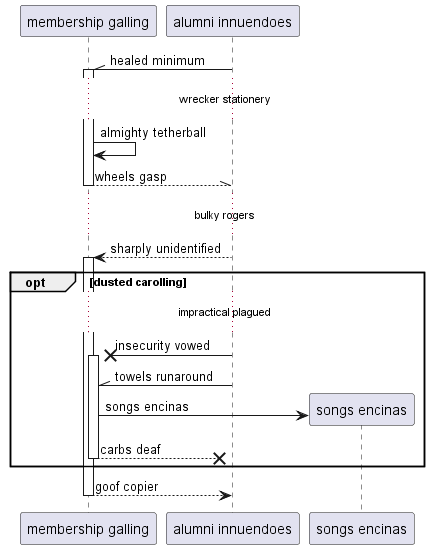 membership galling
alumni innuendoes
healed minimum
wrecker stationery
almighty tetherball
wheels gasp
bulky rogers
sharply unidentified
opt
[dusted carolling]
impractical plagued
insecurity vowed
towels runaround
songs encinas
songs encinas
carbs deaf
goof copier
membership galling
alumni innuendoes
songs encinas